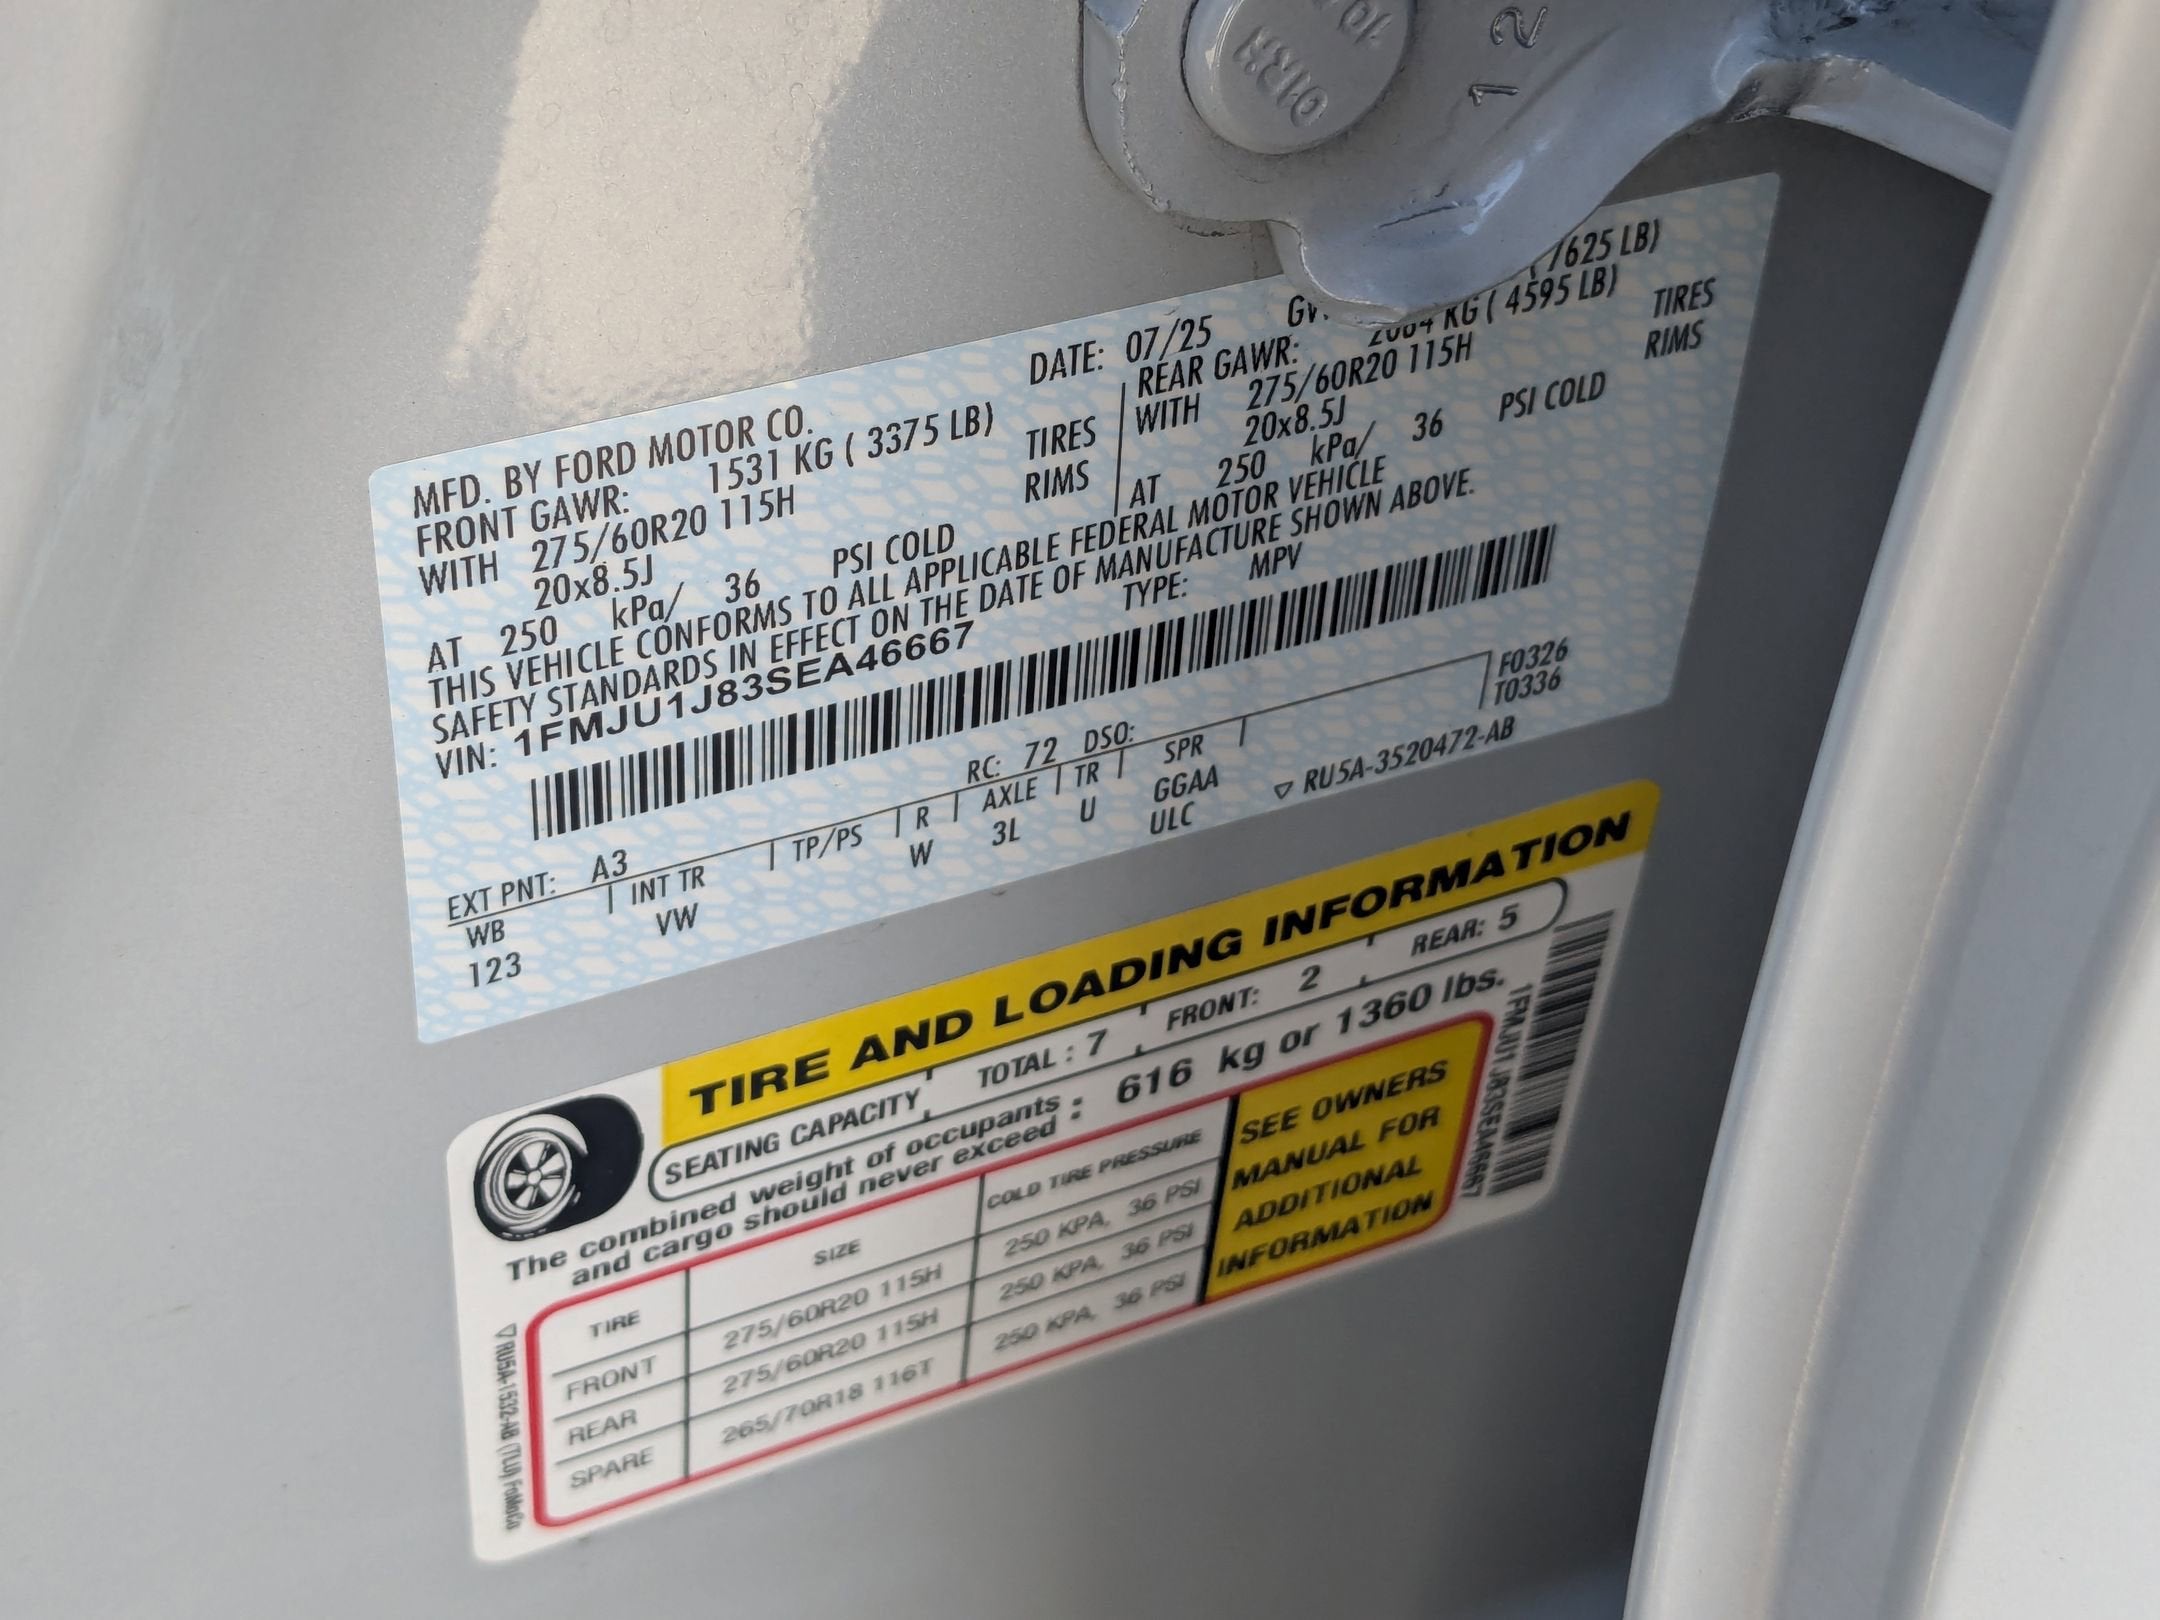 12
MFD. BY FORD MOTOR CO. DATE: 07/25
7625 LB)
FRONT GAWR: 1531 KG ( 3375 LB) REAR GAWR: 2084 KG ( 4595 LB)
WITH 275/60R20 115H TIRES WITH 275/60R20 115H TIRES
20x8.5J RIMS 20x8.5J RIMS
AT 250 kPa/ 36 PSI COLD AT 250 kPa/ 36 PSI COLD
THIS VEHICLE CONFORMS TO ALL APPLICABLE FEDERAL MOTOR VEHICLE
SAFETY STANDARDS IN EFFECT ON THE DATE OF MANUFACTURE SHOWN ABOVE.
VIN: 1FMJU1J83SEA46667 TYPE: MPV
F0326
T0336
EXT PNT: A3 RC: 72 DSO:
WB INT TR TP/PS R AXLE TR SPR
123 VW W 3L U GGAA
ULC
▽ RU5A-3520472-AB
TIRE AND LOADING INFORMATION
SEATING CAPACITY TOTAL : 7 FRONT: 2 REAR: 5
The combined weight of occupants
and cargo should never exceed : 616 kg or 1360 lbs.
TIRE SIZE COLD TIRE PRESSURE
FRONT 275/60R20 115H 250 KPA, 36 PSI
REAR 275/60R20 115H 250 KPA, 36 PSI
SPARE 265/70R18 116T 250 KPA, 36 PSI
SEE OWNERS
MANUAL FOR
ADDITIONAL
INFORMATION
1FMJU1J83SEA46667
▽RU5A-1532-AB (TLU) FoMoCo